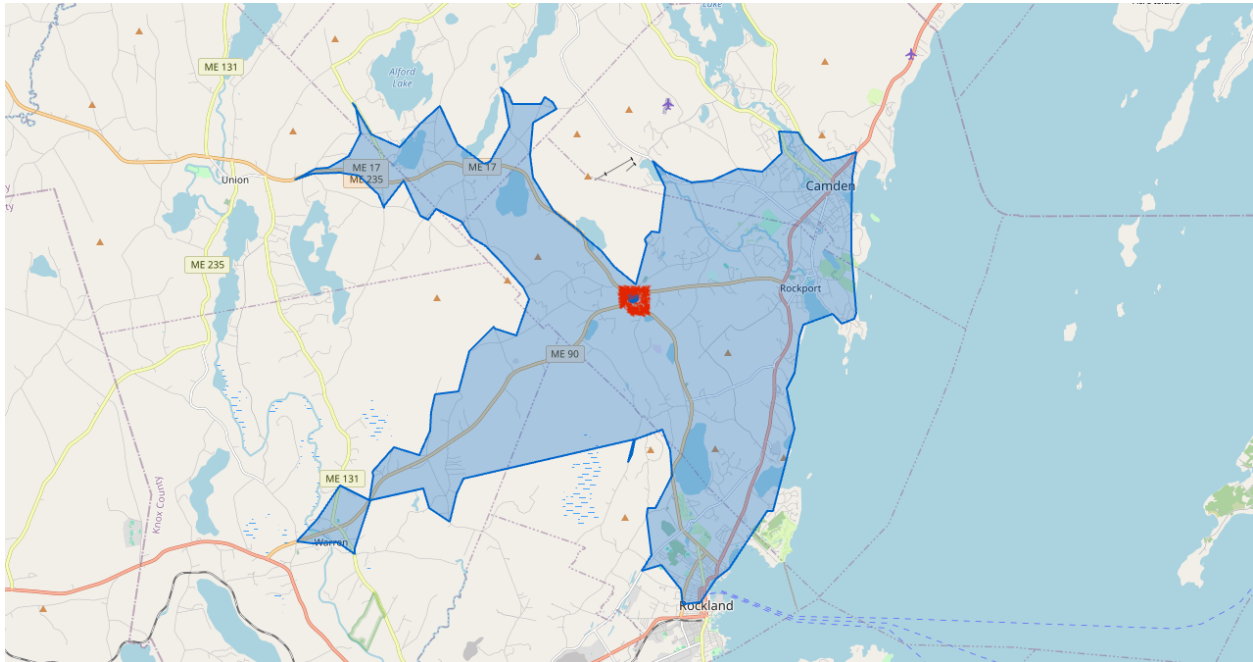 Lake
ME 131
Alford
Lake
ME 17
ME 235
ME 17
Union
Camden
ME 235
Rockport
ME 90
ME 131
Knox County
Warren
Rockland